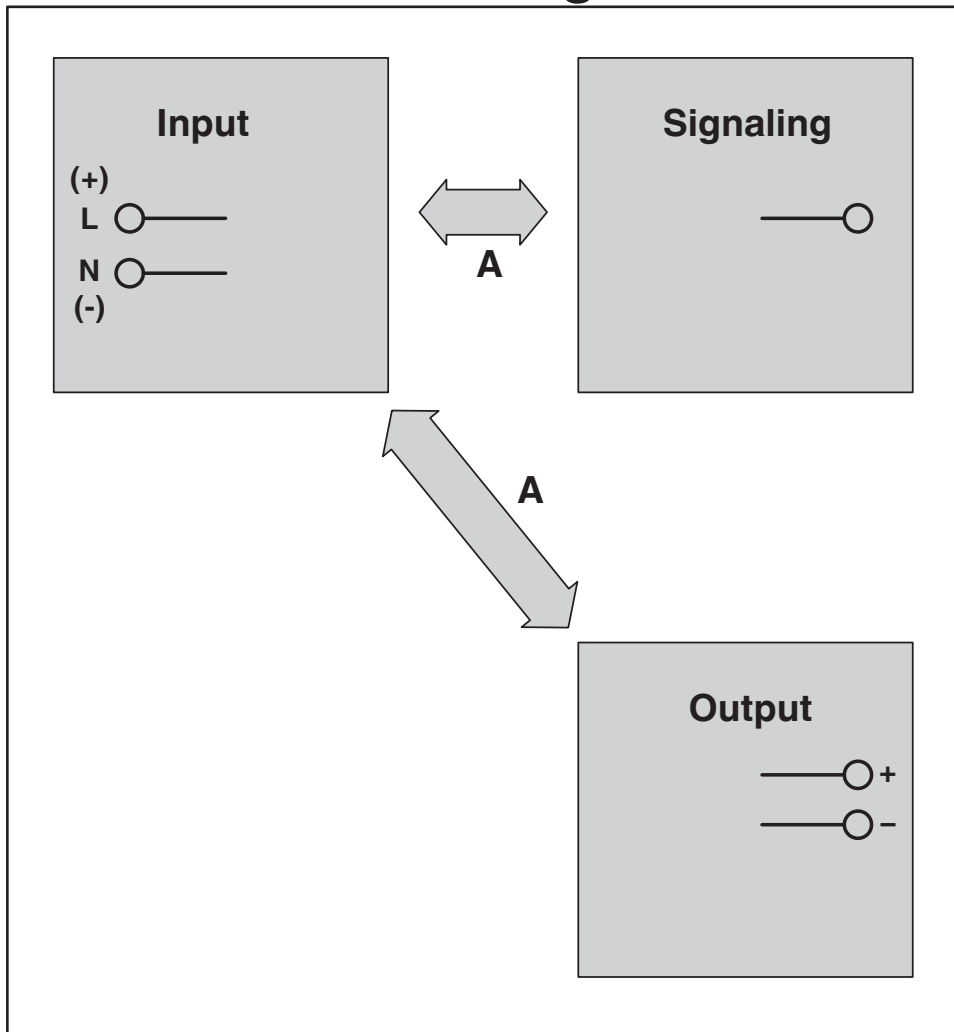 Input
(+)
L
N
(-)
A
Signaling
A
Output
+
–